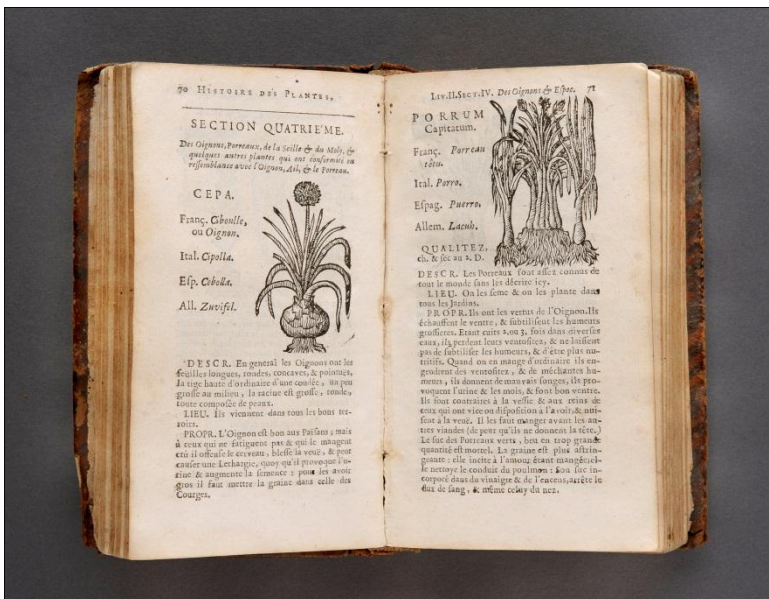 70 HISTOIRE DES PLANTES,
SECTION QUATRIE'ME.
Des Oignons, Porreaux, de la Scille & du Moly, &
quelques autres plantes qui ont conformité ou
ressemblance avec l'Oignon, Ail, & le Porreau.
CEPA.
Franç. Ciboulle,
ou Oignon.
Ital. Cipolla.
Esp. Cebolla.
All. Zuvifel.
DESCR. En general les Oignons ont les
feüilles longues, rondes, concaves, & pointues,
la tige haute d'ordinaire d'une coudée, un peu
grosse au milieu, la racine est grosse, ronde,
toute composée de peaux.
LIEU. Ils viennent dans tous les bons ter-
roirs.
PROPR. L'Oignon est bon aux Païsans; mais
à ceux qui ne fatiguent pas & qui le mangent
crû il offense le cerveau, blesse la veuë, & peut
causer une Lethargie, quoy qu'il provoque l'u-
rine & augmente la semence: pour les avoir
gros il faut mettre la graine dans celle des
Courges.
LIV.II.SECT.IV. Des Oignons & Espec. 71
PORRUM
Capitatum.
Franç. Porreau
têtu.
Ital. Porro.
Espag. Puerro.
Allem. Lauch.
QUALITEZ,
ch. & sec au 2. D.
DESCR. Les Porreaux sont assez connus de
tout le monde sans les décrire icy.
LIEU. On les seme & on les plante dans
tous les Jardins.
PROPR. Ils ont les vertus de l'Oignon. Ils
échauffent le ventre, & subtilisent les humeurs
grossieres. Etant cuits 2. ou 3. fois dans diverses
eaux, ils perdent leurs ventositez, & ne laissent
pas de subtiliser les humeurs, & d'être plus nu-
tritifs. Quand on en mange d'ordinaire ils en-
gendrent des ventositez, & de méchantes hu-
meurs, ils donnent de mauvais songes, ils pro-
voquent l'urine & les mois, & font bon ventre.
Ils sont contraires à la vessie & aux reins de
ceux qui ont vice ou disposition à l'avoir, & nui-
sent à la veuë. Il les faut manger avant les au-
tres viandes (de peur qu'ils ne donnent la tête.)
Le suc des Porreaux verts, beu en trop grande
quantité est mortel. La graine est plus astrin-
geante: elle incite à l'amour étant mangée; el-
le nettoye le conduit du poulmon: Son suc in-
corporé dans du vinaigre & de l'encens, arrête le
flux de sang, & même celuy du nez.